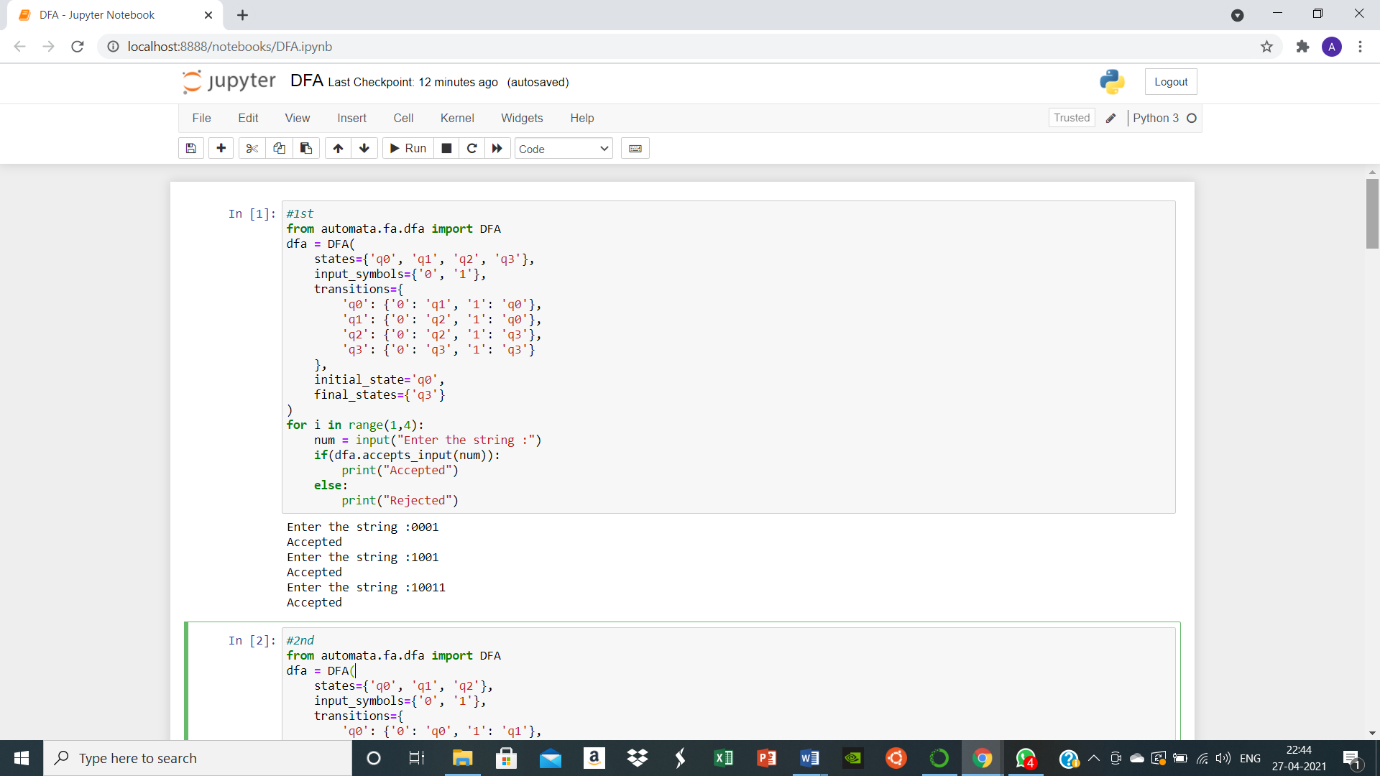 DFA - Jupyter Notebook
localhost:8888/notebooks/DFA.ipynb
A
jupyter DFA Last Checkpoint: 12 minutes ago (autosaved)
Logout
File Edit View Insert Cell Kernel Widgets Help
Trusted Python 3
Run Code
In [1]: #1st
from automata.fa.dfa import DFA
dfa = DFA(
    states={'q0', 'q1', 'q2', 'q3'},
    input_symbols={'0', '1'},
    transitions={
        'q0': {'0': 'q1', '1': 'q0'},
        'q1': {'0': 'q2', '1': 'q0'},
        'q2': {'0': 'q2', '1': 'q3'},
        'q3': {'0': 'q3', '1': 'q3'}
    },
    initial_state='q0',
    final_states={'q3'}
)
for i in range(1,4):
    num = input("Enter the string :")
    if(dfa.accepts_input(num)):
        print("Accepted")
    else:
        print("Rejected")
Enter the string :0001
Accepted
Enter the string :1001
Accepted
Enter the string :10011
Accepted
In [2]: #2nd
from automata.fa.dfa import DFA
dfa = DFA(
    states={'q0', 'q1', 'q2'},
    input_symbols={'0', '1'},
    transitions={
        'q0': {'0': 'q0', '1': 'q1'},
Type here to search
4
ENG
22:44
27-04-2021
1